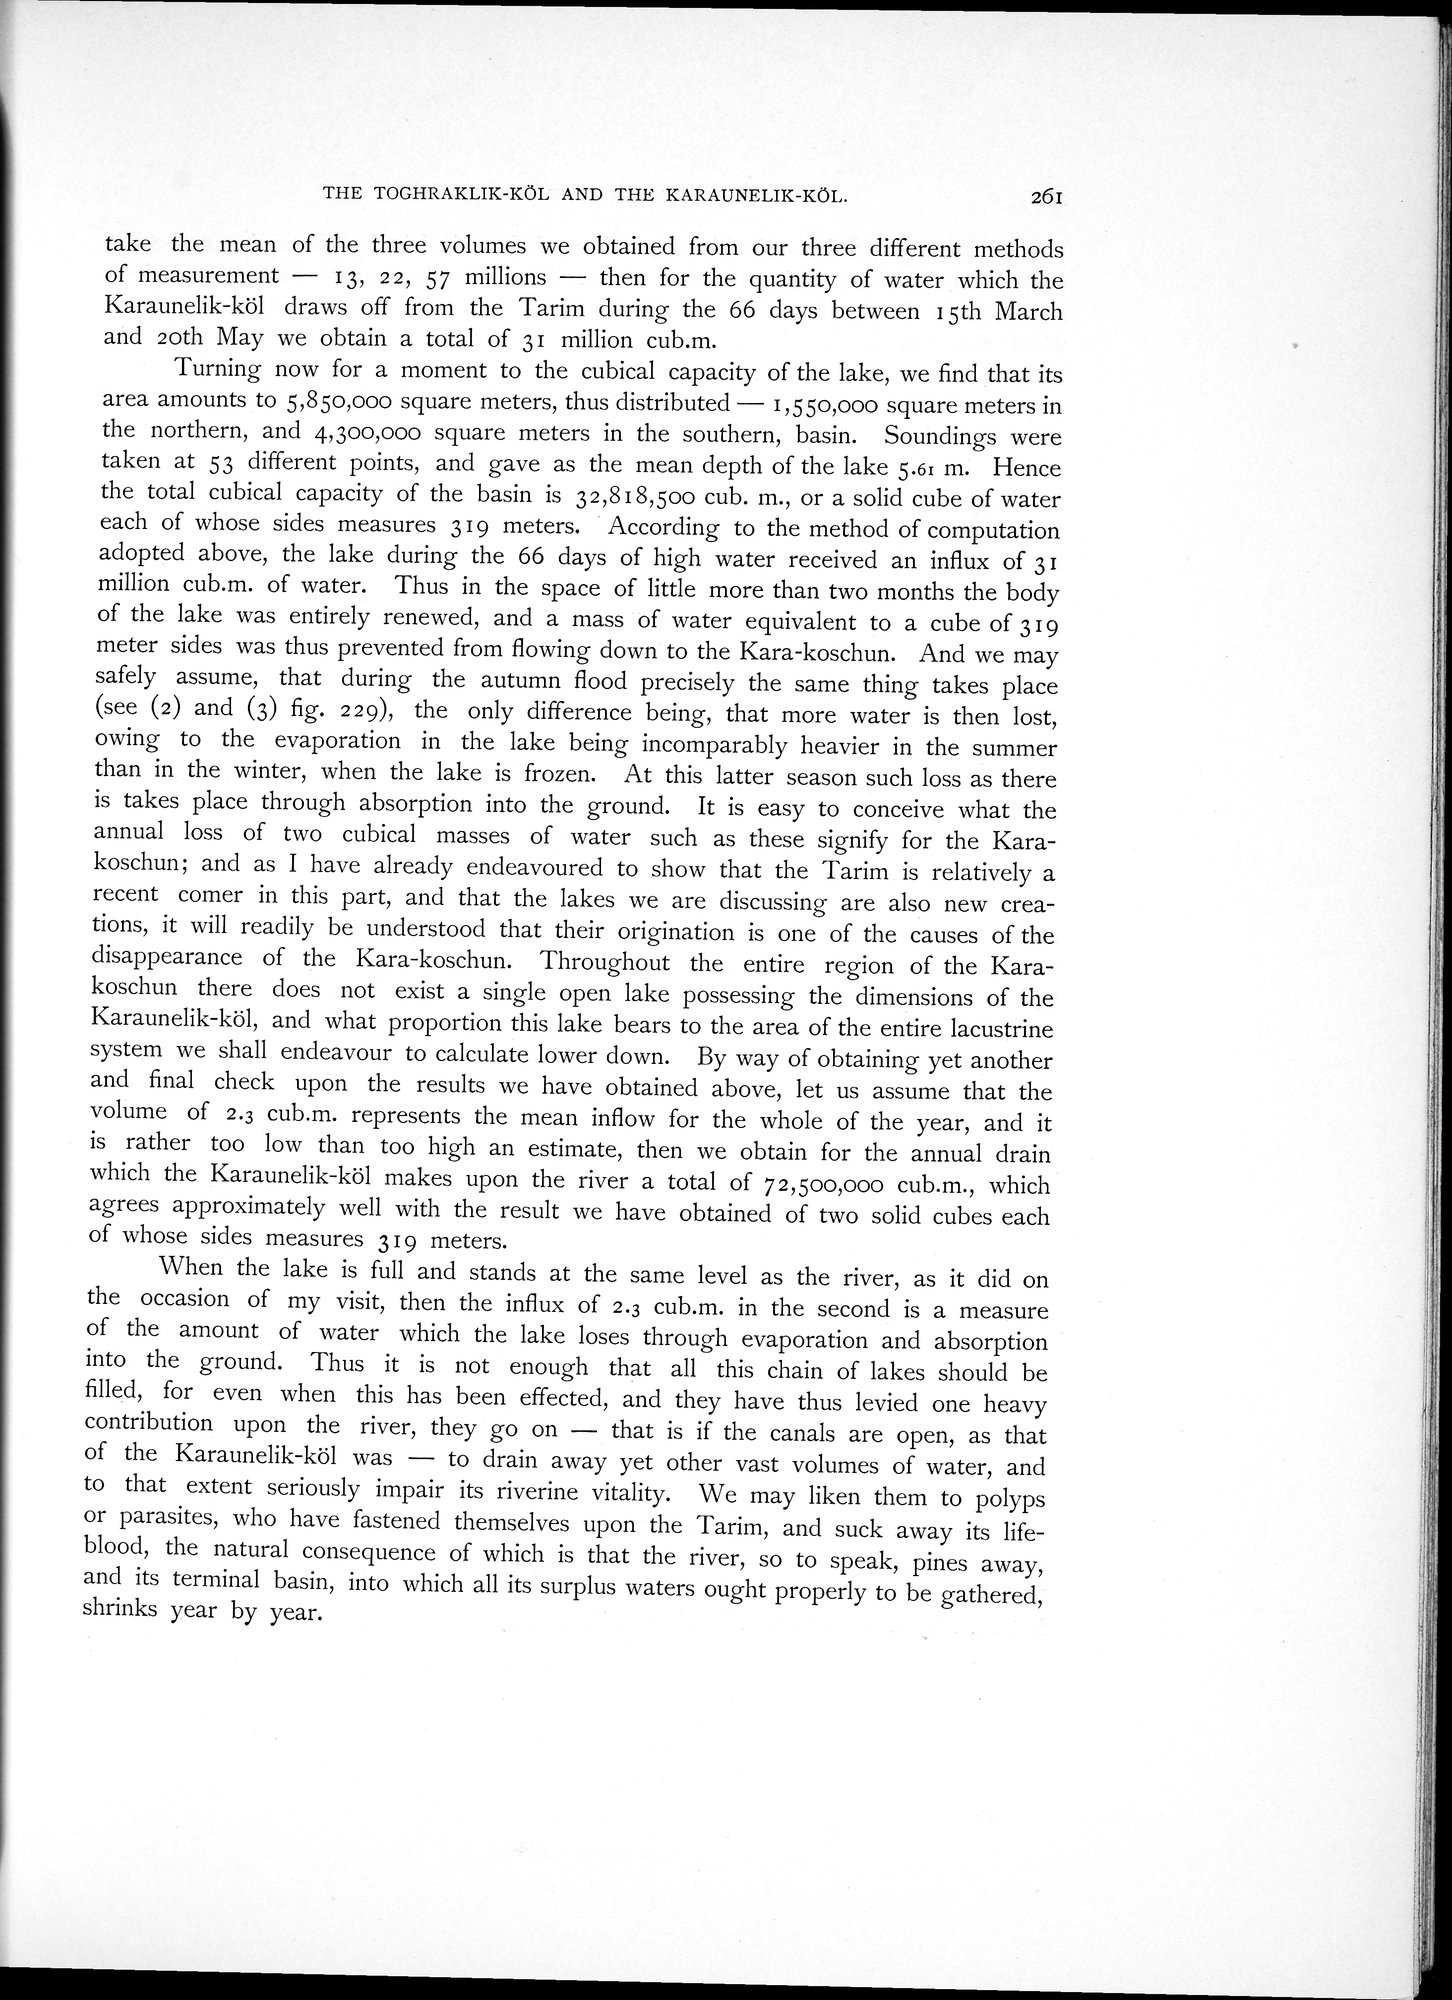 THE TOGHRAKLIK-KÖL AND THE KARAUNELIK-KÖL. 261
take the mean of the three volumes we obtained from our three different methods
of measurement — 13, 22, 57 millions — then for the quantity of water which the
Karaunelik-köl draws off from the Tarim during the 66 days between 15th March
and 20th May we obtain a total of 31 million cub.m.
Turning now for a moment to the cubical capacity of the lake, we find that its
area amounts to 5,850,000 square meters, thus distributed — 1,550,000 square meters in
the northern, and 4,300,000 square meters in the southern, basin. Soundings were
taken at 53 different points, and gave as the mean depth of the lake 5.61 m. Hence
the total cubical capacity of the basin is 32,818,500 cub. m., or a solid cube of water
each of whose sides measures 319 meters. According to the method of computation
adopted above, the lake during the 66 days of high water received an influx of 31
million cub.m. of water. Thus in the space of little more than two months the body
of the lake was entirely renewed, and a mass of water equivalent to a cube of 319
meter sides was thus prevented from flowing down to the Kara-koschun. And we may
safely assume, that during the autumn flood precisely the same thing takes place
(see (2) and (3) fig. 229), the only difference being, that more water is then lost,
owing to the evaporation in the lake being incomparably heavier in the summer
than in the winter, when the lake is frozen. At this latter season such loss as there
is takes place through absorption into the ground. It is easy to conceive what the
annual loss of two cubical masses of water such as these signify for the Kara-
koschun; and as I have already endeavoured to show that the Tarim is relatively a
recent comer in this part, and that the lakes we are discussing are also new crea-
tions, it will readily be understood that their origination is one of the causes of the
disappearance of the Kara-koschun. Throughout the entire region of the Kara-
koschun there does not exist a single open lake possessing the dimensions of the
Karaunelik-köl, and what proportion this lake bears to the area of the entire lacustrine
system we shall endeavour to calculate lower down. By way of obtaining yet another
and final check upon the results we have obtained above, let us assume that the
volume of 2.3 cub.m. represents the mean inflow for the whole of the year, and it
is rather too low than too high an estimate, then we obtain for the annual drain
which the Karaunelik-köl makes upon the river a total of 72,500,000 cub.m., which
agrees approximately well with the result we have obtained of two solid cubes each
of whose sides measures 319 meters.
When the lake is full and stands at the same level as the river, as it did on
the occasion of my visit, then the influx of 2.3 cub.m. in the second is a measure
of the amount of water which the lake loses through evaporation and absorption
into the ground. Thus it is not enough that all this chain of lakes should be
filled, for even when this has been effected, and they have thus levied one heavy
contribution upon the river, they go on — that is if the canals are open, as that
of the Karaunelik-köl was — to drain away yet other vast volumes of water, and
to that extent seriously impair its riverine vitality. We may liken them to polyps
or parasites, who have fastened themselves upon the Tarim, and suck away its life-
blood, the natural consequence of which is that the river, so to speak, pines away,
and its terminal basin, into which all its surplus waters ought properly to be gathered,
shrinks year by year.